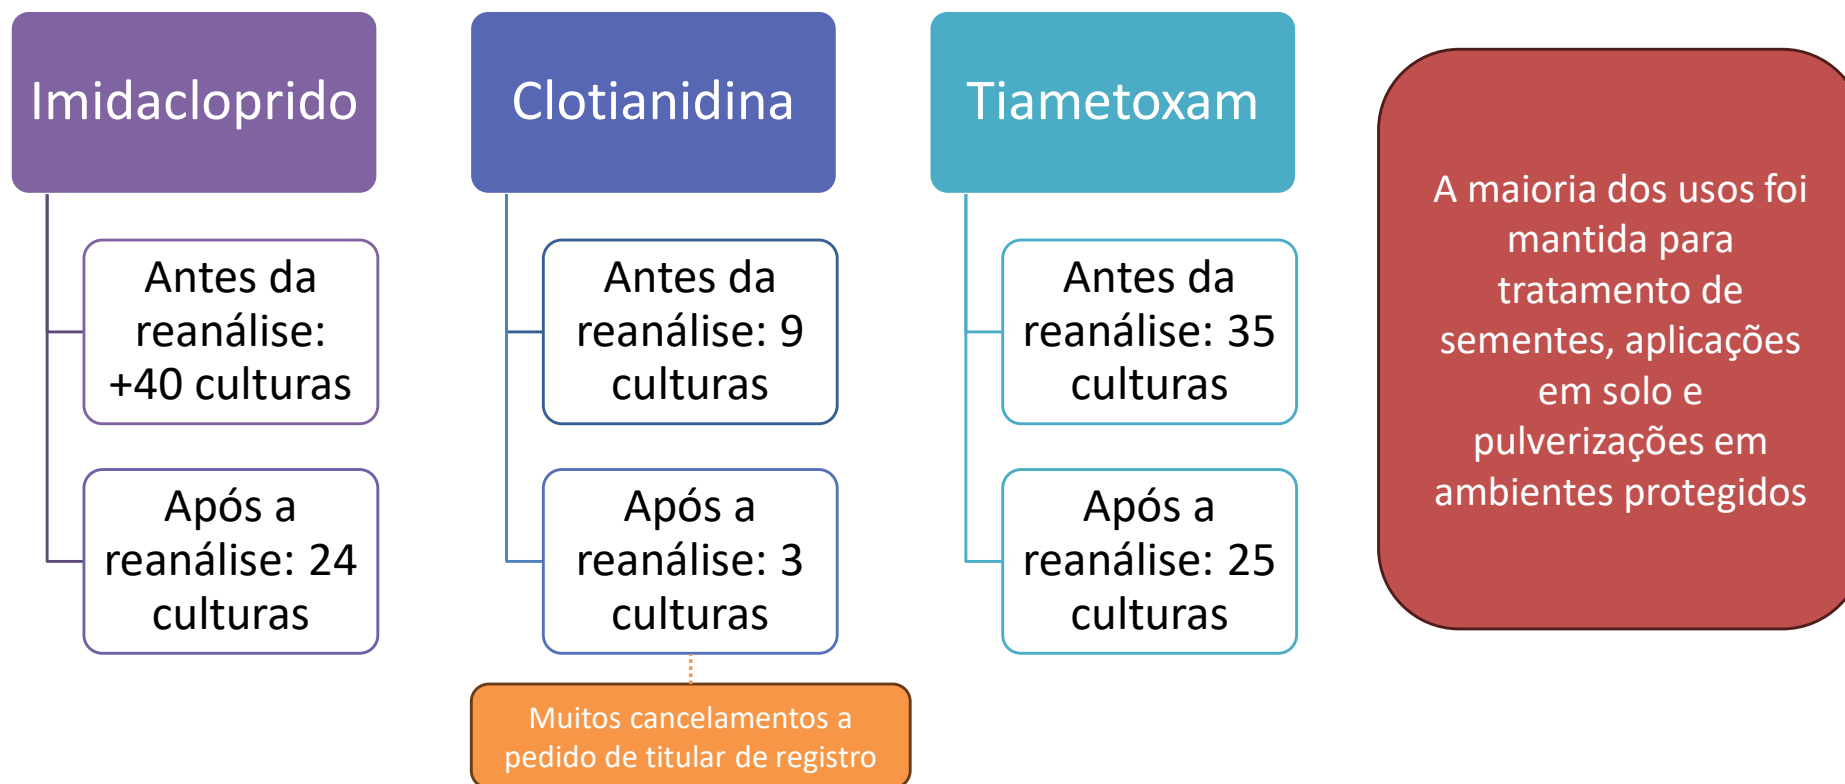 Imidacloprido
Antes da
reanálise:
+40 culturas
Após a
reanálise: 24
culturas
Clotianidina
Antes da
reanálise: 9
culturas
Após a
reanálise: 3
culturas
Muitos cancelamentos a
pedido de titular de registro
Tiametoxam
Antes da
reanálise: 35
culturas
Após a
reanálise: 25
culturas
A maioria dos usos foi
mantida para
tratamento de
sementes, aplicações
em solo e
pulverizações em
ambientes protegidos